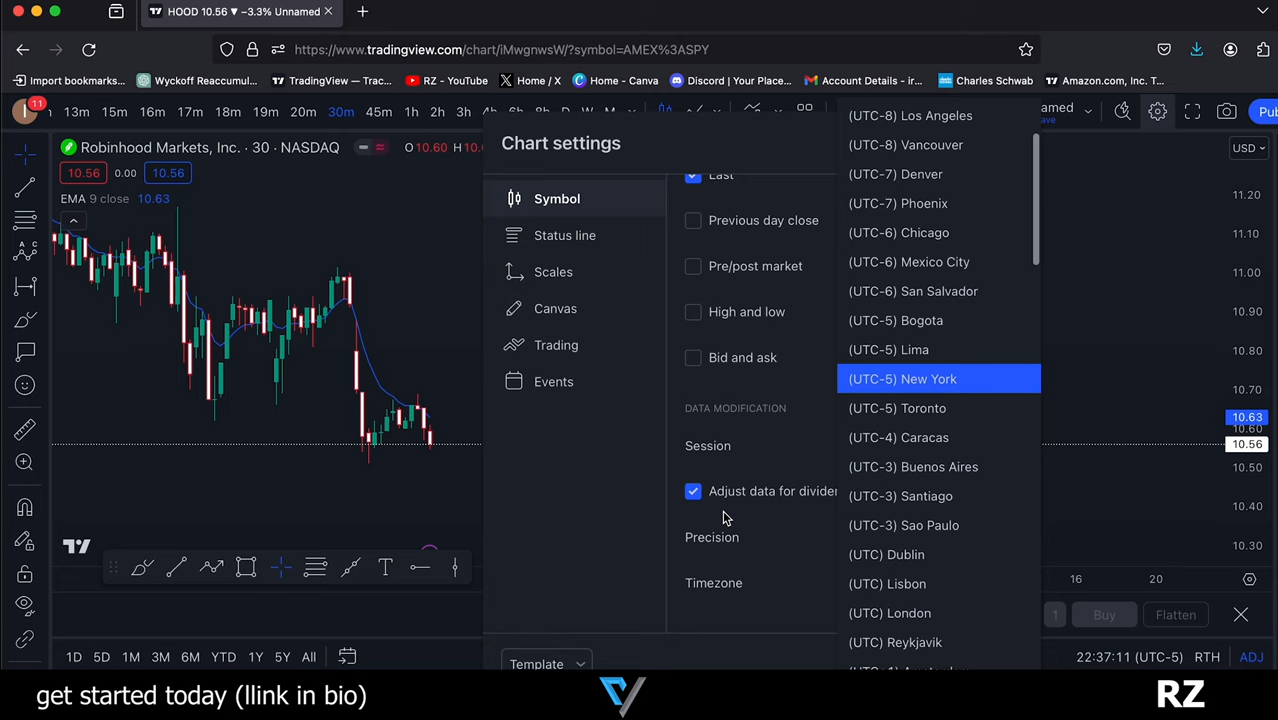 HOOD 10.56 ▼ −3.3% Unnamed
https://www.tradingview.com/chart/iMwgnwsW/?symbol=AMEX%3ASPY
Import bookmarks...
Wyckoff Reaccumul...
TradingView — Trac...
RZ - YouTube
Home / X
Home - Canva
Discord | Your Place...
Account Details - ir...
Charles Schwab
Amazon.com, Inc. T...
11
13m 15m 16m 17m 18m 19m 20m 30m 45m 1h 2h 3h
USD
Robinhood Markets, Inc. · 30 · NASDAQ O10.60
10.56 0.00 10.56
EMA 9 close 10.63
Chart settings
Symbol
Status line
Scales
Canvas
Trading
Events
Last
Previous day close
Pre/post market
High and low
Bid and ask
DATA MODIFICATION
Session
Adjust data for dividen
Precision
Timezone
Template
(UTC-8) Los Angeles
(UTC-8) Vancouver
(UTC-7) Denver
(UTC-7) Phoenix
(UTC-6) Chicago
(UTC-6) Mexico City
(UTC-6) San Salvador
(UTC-5) Bogota
(UTC-5) Lima
(UTC-5) New York
(UTC-5) Toronto
(UTC-4) Caracas
(UTC-3) Buenos Aires
(UTC-3) Santiago
(UTC-3) Sao Paulo
(UTC) Dublin
(UTC) Lisbon
(UTC) London
(UTC) Reykjavik
11.20
11.10
11.00
10.90
10.80
10.70
10.63
10.60
10.56
10.50
10.40
10.30
16 20
1 Buy Flatten
1D 5D 1M 3M 6M YTD 1Y 5Y All
22:37:11 (UTC-5) RTH ADJ
get started today (llink in bio)
RZ